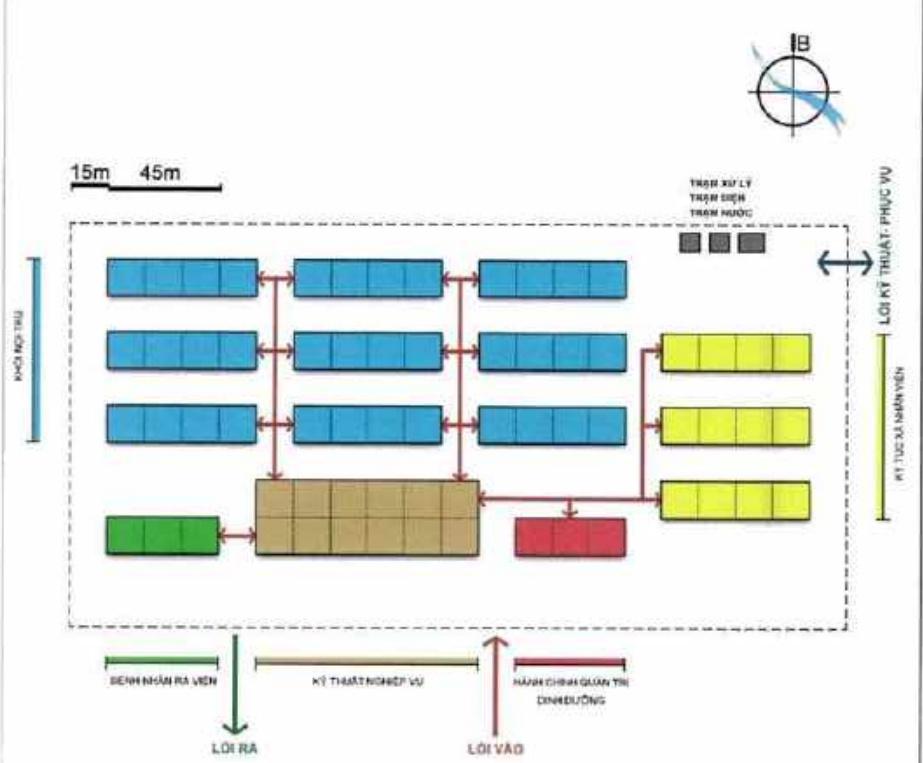 B
15m 45m
TRẠM XỬ LÝ
TRẠM ĐIỆN
TRẠM NƯỚC
LỐI KỸ THUẬT- PHỤC VỤ
KHỐI NỘI TRÚ
KÝ TÚC XÁ NHÂN VIÊN
BỆNH NHÂN RA VIỆN
KỸ THUẬT NGHIỆP VỤ
HÀNH CHÍNH QUẢN TRỊ
DINH DƯỠNG
LỐI RA
LỐI VÀO